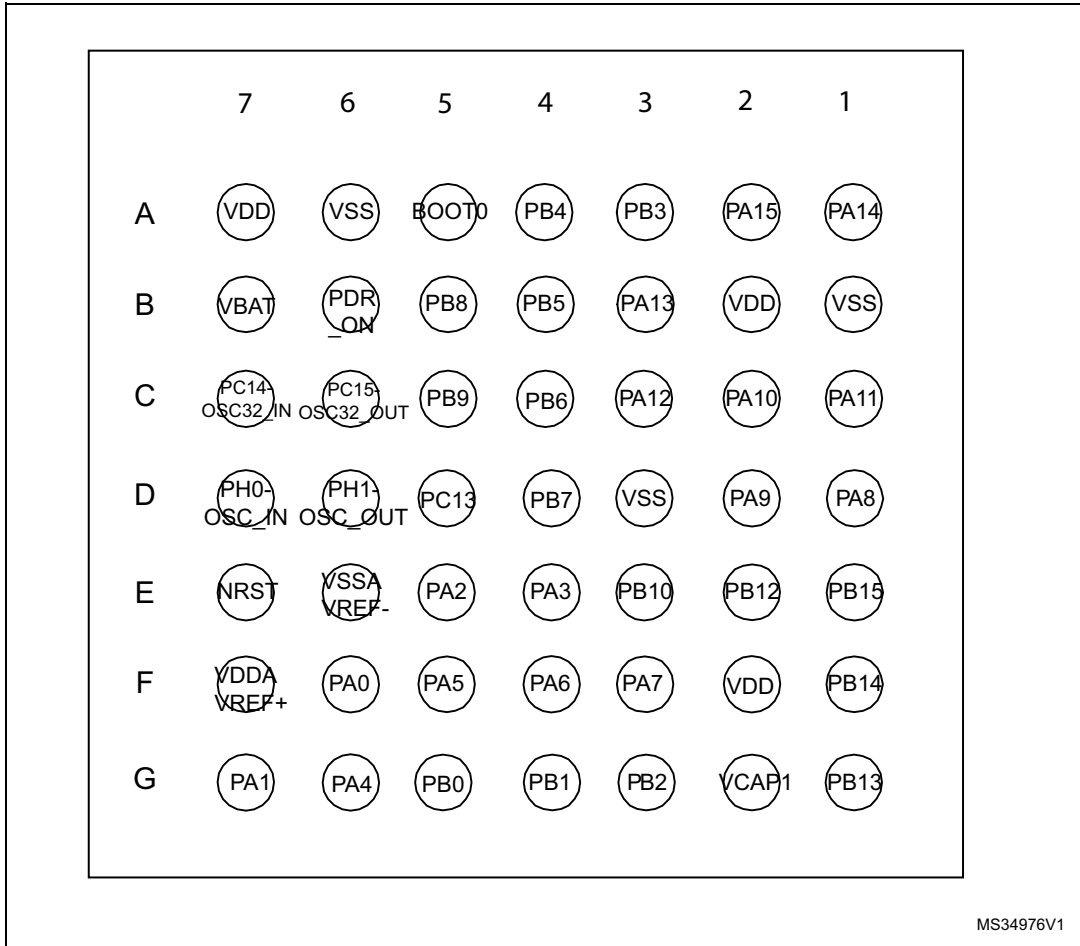 7 6 5 4 3 2 1
A VDD VSS BOOT0 PB4 PB3 PA15 PA14
B VBAT PDR _ON PB8 PB5 PA13 VDD VSS
C PC14- OSC32_IN PC15- OSC32_OUT PB9 PB6 PA12 PA10 PA11
D PH0- OSC_IN PH1- OSC_OUT PC13 PB7 VSS PA9 PA8
E NRST VSSA VREF- PA2 PA3 PB10 PB12 PB15
F VDDA VREF+ PA0 PA5 PA6 PA7 VDD PB14
G PA1 PA4 PB0 PB1 PB2 VCAP1 PB13
MS34976V1